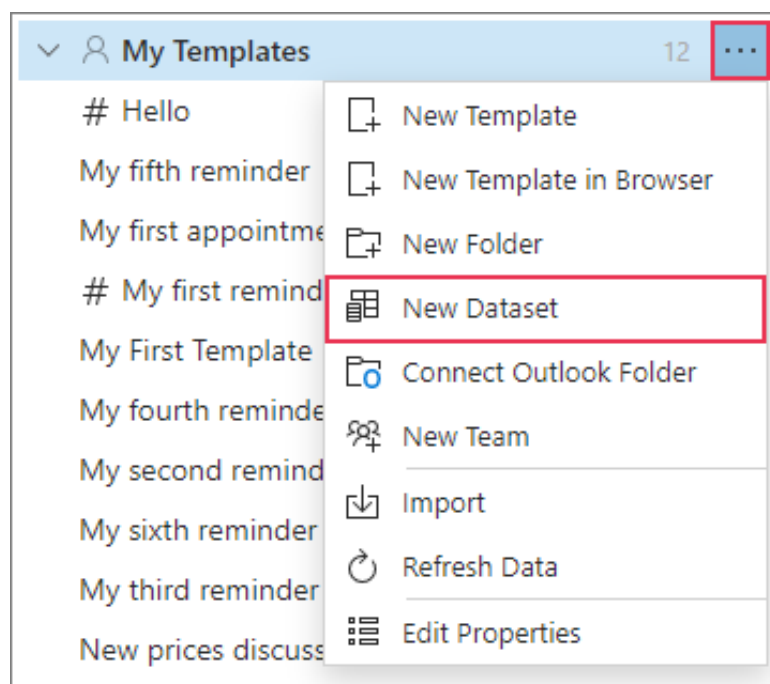 My Templates 12 ...
# Hello
My fifth reminder
My first appointme
# My first remind
My First Template
My fourth reminde
My second remind
My sixth reminder
My third reminder
New prices discuss
New Template
New Template in Browser
New Folder
New Dataset
Connect Outlook Folder
New Team
Import
Refresh Data
Edit Properties